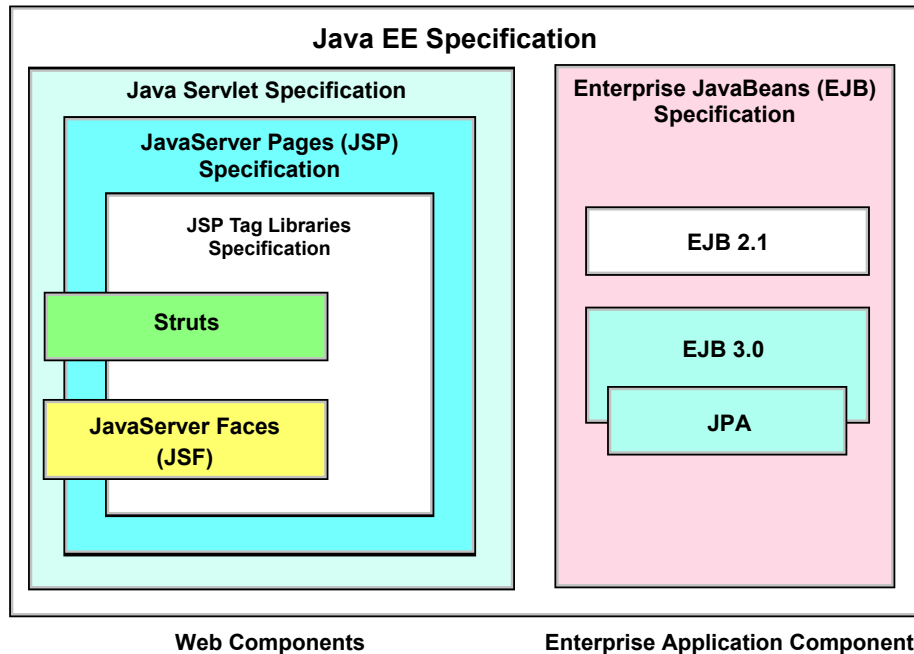 Java EE Specification
Java Servlet Specification
JavaServer Pages (JSP)
Specification
JSP Tag Libraries
Specification
Struts
JavaServer Faces
(JSF)
Enterprise JavaBeans (EJB)
Specification
EJB 2.1
EJB 3.0
JPA
Web Components
Enterprise Application Component